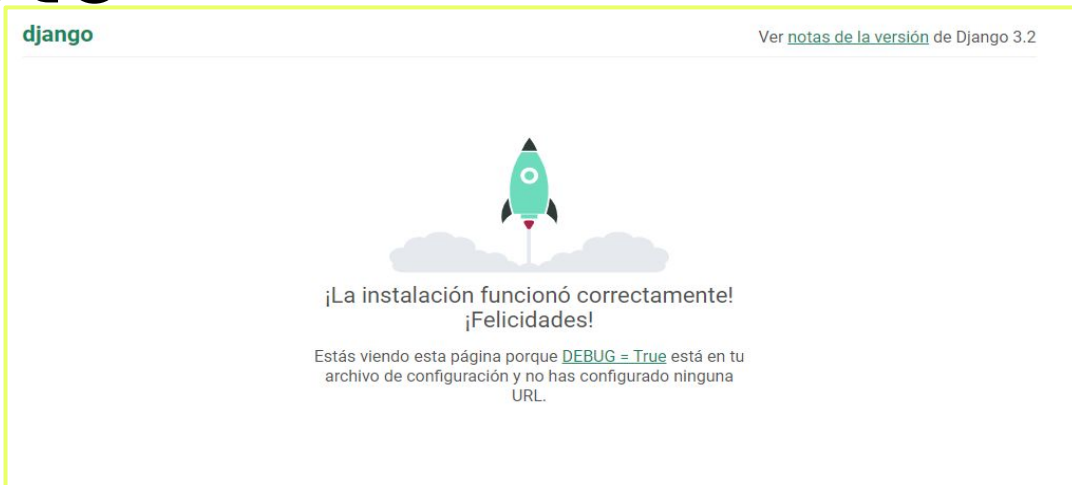 django
Ver notas de la versión de Django 3.2
¡La instalación funcionó correctamente!
¡Felicidades!
Estás viendo esta página porque DEBUG = True está en tu
archivo de configuración y no has configurado ninguna
URL.